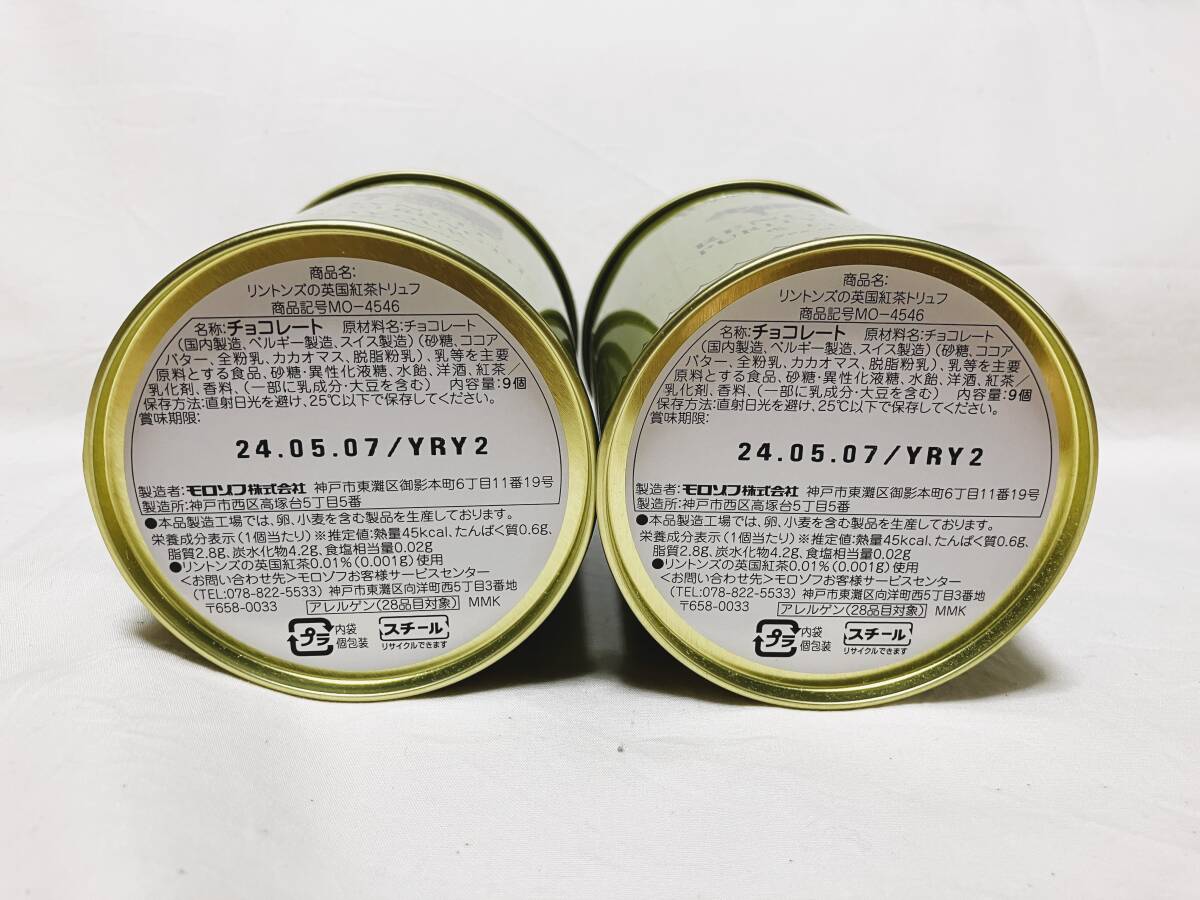 商品名:
リントンズの英国紅茶トリュフ
商品記号MO-4546
名称:チョコレート　原材料名:チョコレート
(国内製造、ベルギー製造、スイス製造)(砂糖、ココア
バター、全粉乳、カカオマス、脱脂粉乳)、乳等を主要
原料とする食品、砂糖・異性化液糖、水飴、洋酒、紅茶/
乳化剤、香料、(一部に乳成分・大豆を含む)　内容量:9個
保存方法:直射日光を避け、25℃以下で保存してください。
賞味期限:
24.05.07/YRY2
製造者:モロゾフ株式会社 神戸市東灘区御影本町6丁目11番19号
製造所:神戸市西区高塚台5丁目5番
●本品製造工場では、卵、小麦を含む製品を生産しております。
栄養成分表示(1個当たり)※推定値:熱量45kcal、たんぱく質0.6g、
脂質2.8g、炭水化物4.2g、食塩相当量0.02g
●リントンズの英国紅茶0.01%(0.001g)使用
<お問い合わせ先>モロゾフお客様サービスセンター
(TEL:078-822-5533)神戸市東灘区向洋町西5丁目3番地
〒658-0033 アレルゲン(28品目対象) MMK
プラ 内袋 個包装 スチール リサイクルできます
商品名:
リントンズの英国紅茶トリュフ
商品記号MO-4546
名称:チョコレート　原材料名:チョコレート
(国内製造、ベルギー製造、スイス製造)(砂糖、ココア
バター、全粉乳、カカオマス、脱脂粉乳)、乳等を主要
原料とする食品、砂糖・異性化液糖、水飴、洋酒、紅茶/
乳化剤、香料、(一部に乳成分・大豆を含む)　内容量:9個
保存方法:直射日光を避け、25℃以下で保存してください。
賞味期限:
24.05.07/YRY2
製造者:モロゾフ株式会社 神戸市東灘区御影本町6丁目11番19号
製造所:神戸市西区高塚台5丁目5番
●本品製造工場では、卵、小麦を含む製品を生産しております。
栄養成分表示(1個当たり)※推定値:熱量45kcal、たんぱく質0.6g、
脂質2.8g、炭水化物4.2g、食塩相当量0.02g
●リントンズの英国紅茶0.01%(0.001g)使用
<お問い合わせ先>モロゾフお客様サービスセンター
(TEL:078-822-5533)神戸市東灘区向洋町西5丁目3番地
〒658-0033 アレルゲン(28品目対象) MMK
プラ 内袋 個包装 スチール リサイクルできます